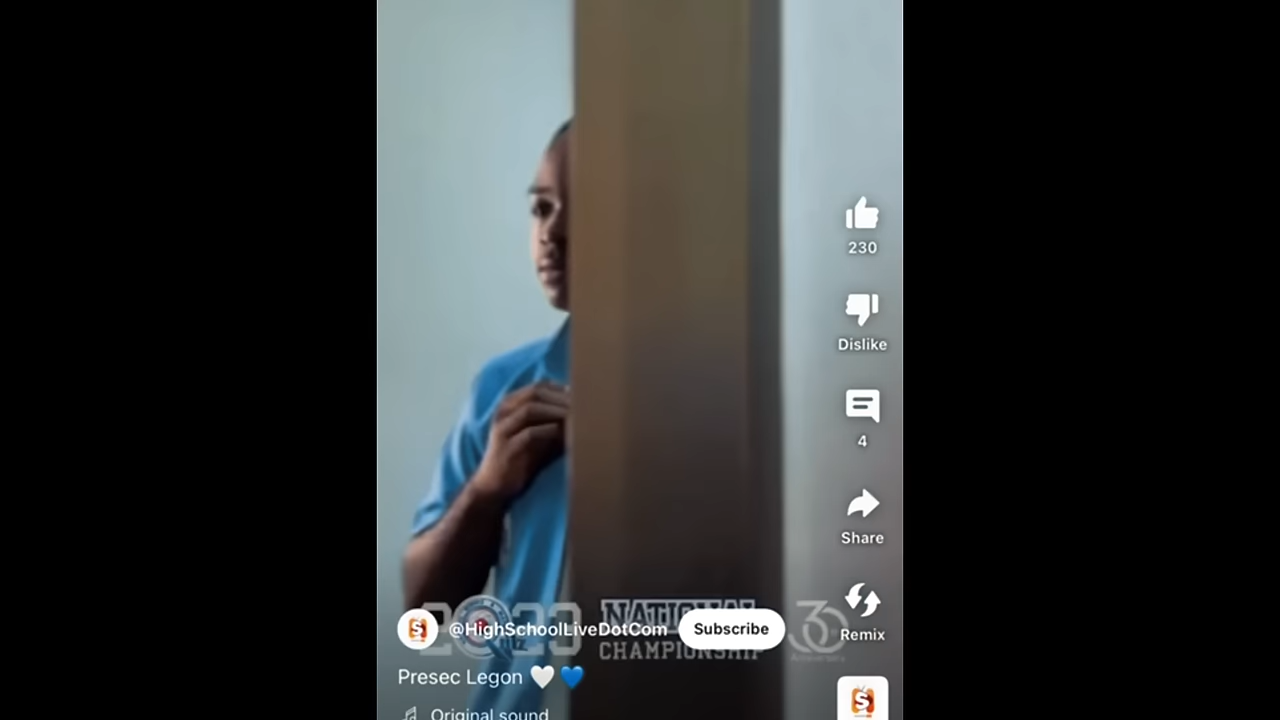 230
Dislike
4
Share
Remix
2023
NATIONAL
CHAMPIONSHIP
@HighSchoolLiveDotCom
Subscribe
Presec Legon 🤍 💙
Original sound